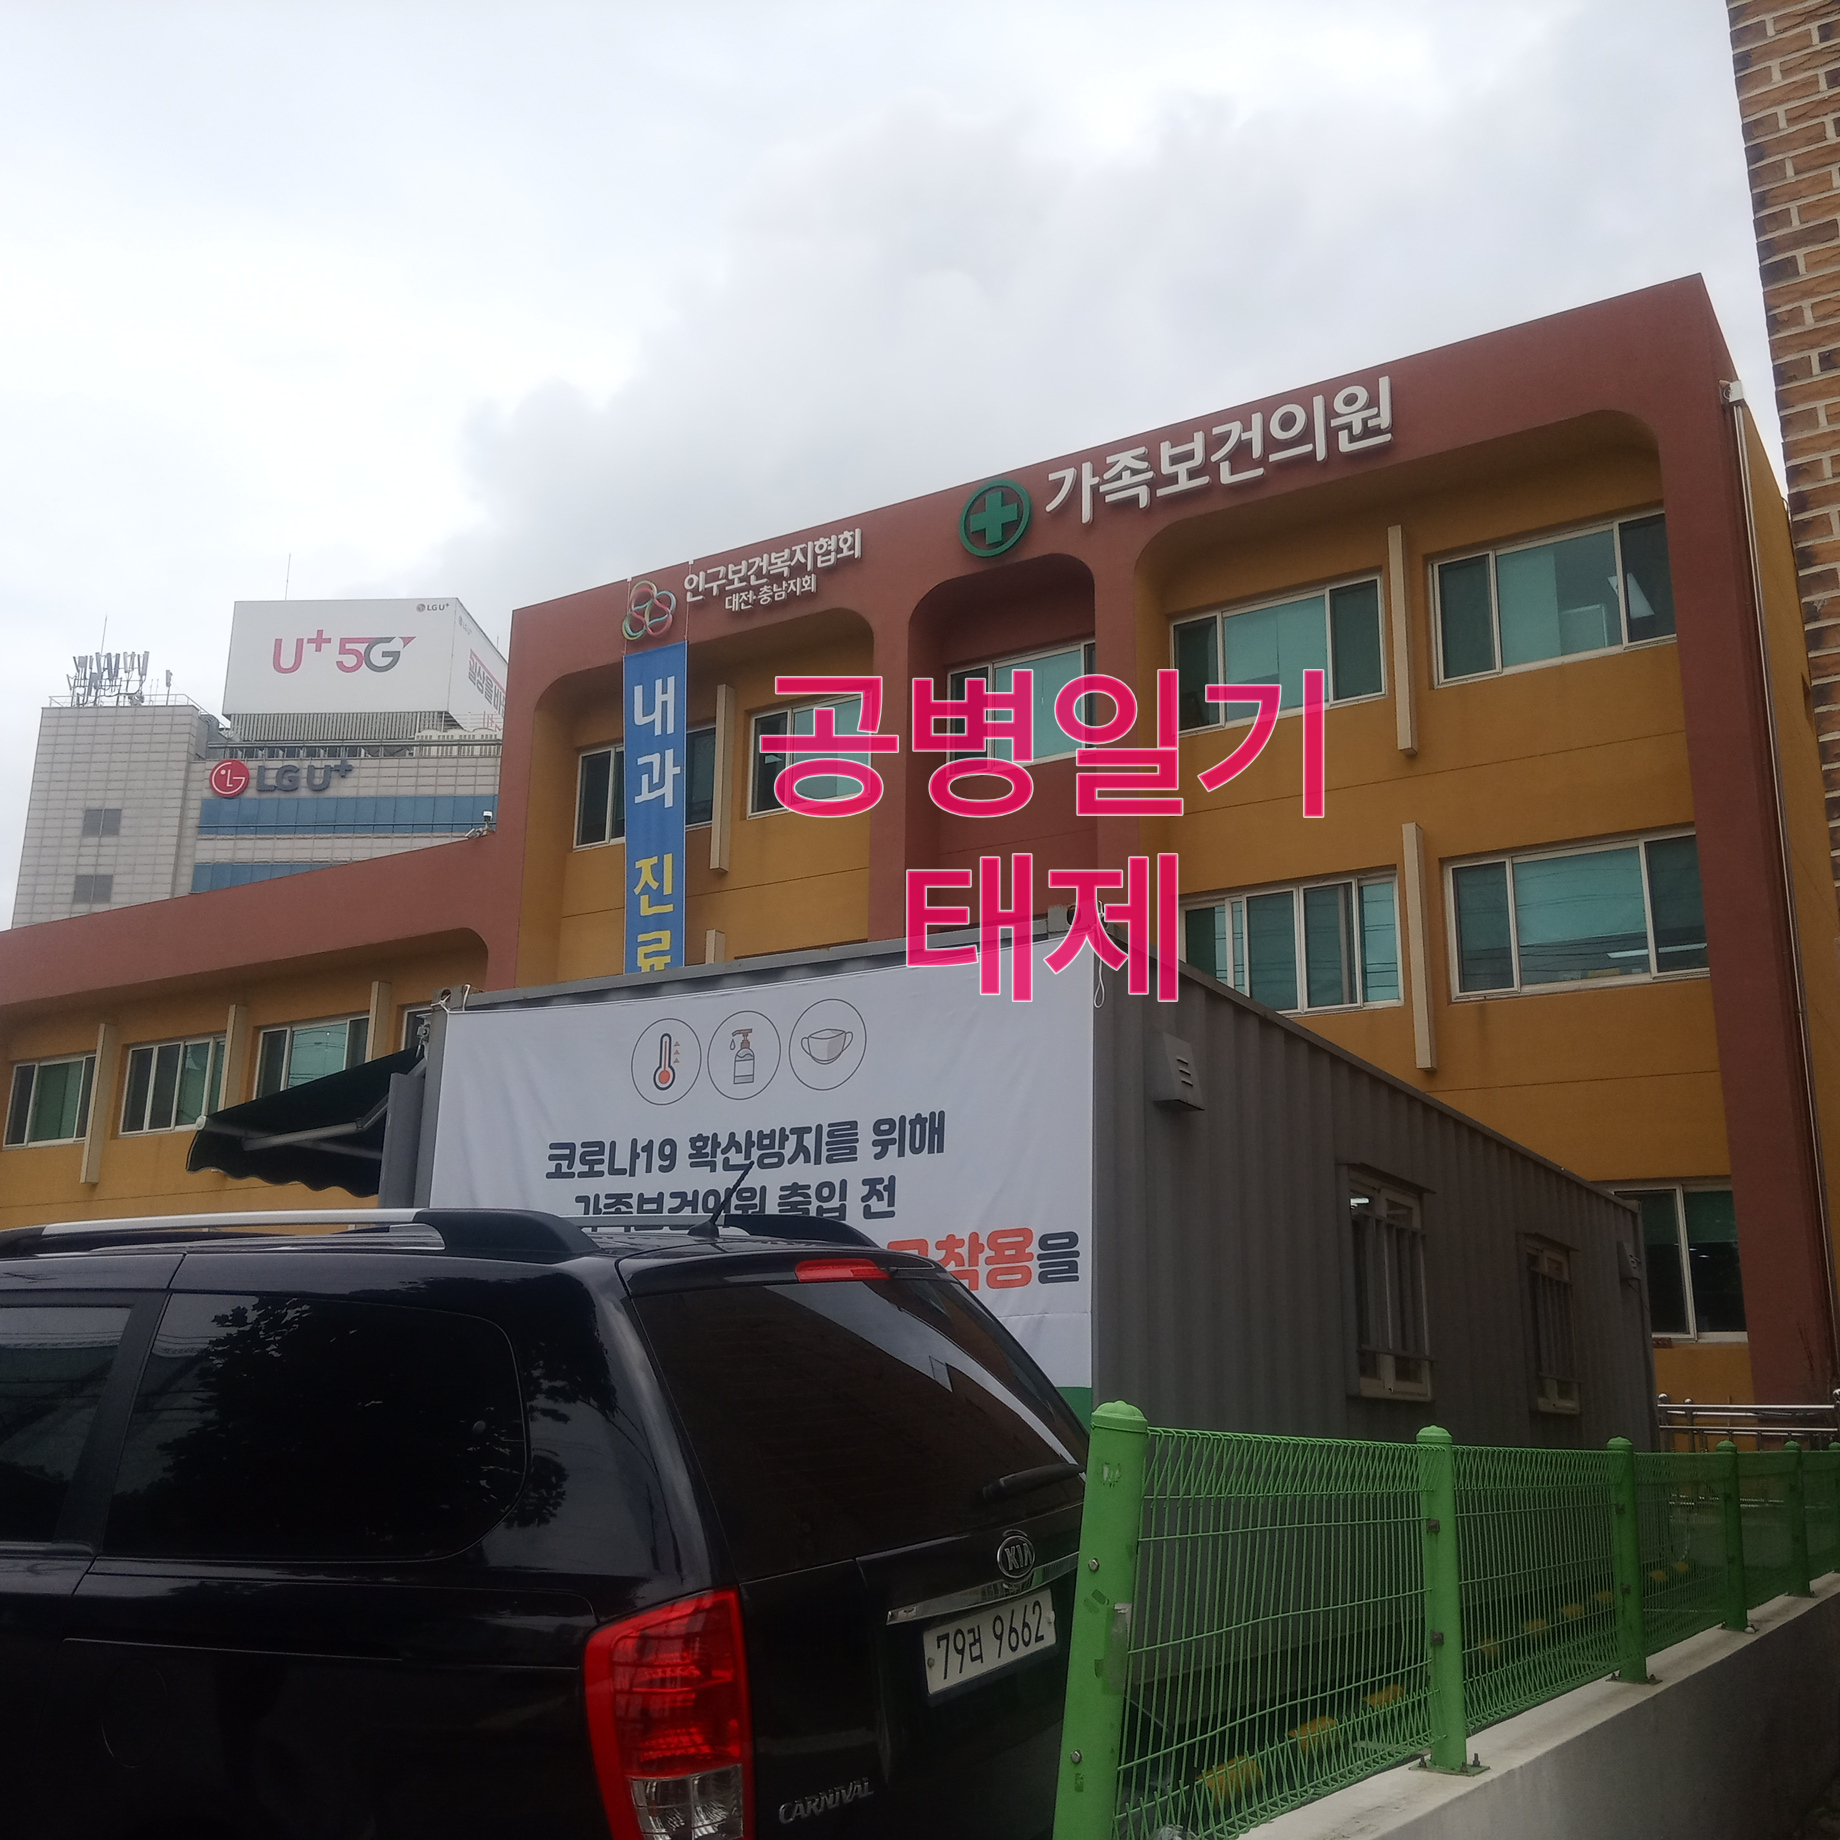 가족보건의원
인구보건복지협회
대전·충남지회
LG U+
U+5G
LG U+
내과 진료
공병일기
태제
코로나19 확산방지를 위해
가족보건의원 출입 전
착용을
KIA
79러 9662
CARNIVAL